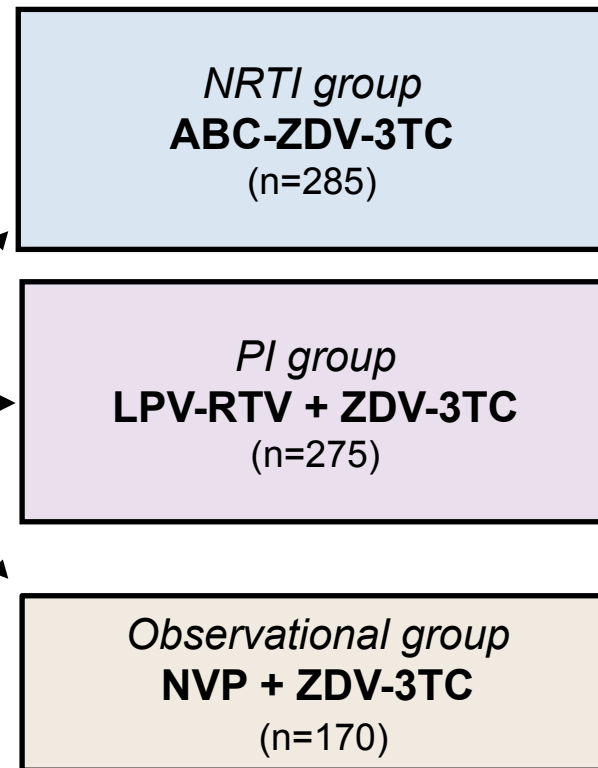 NRTI group
ABC-ZDV-3TC
(n=285)
PI group
LPV-RTV + ZDV-3TC
(n=275)
Observational group
NVP + ZDV-3TC
(n=170)